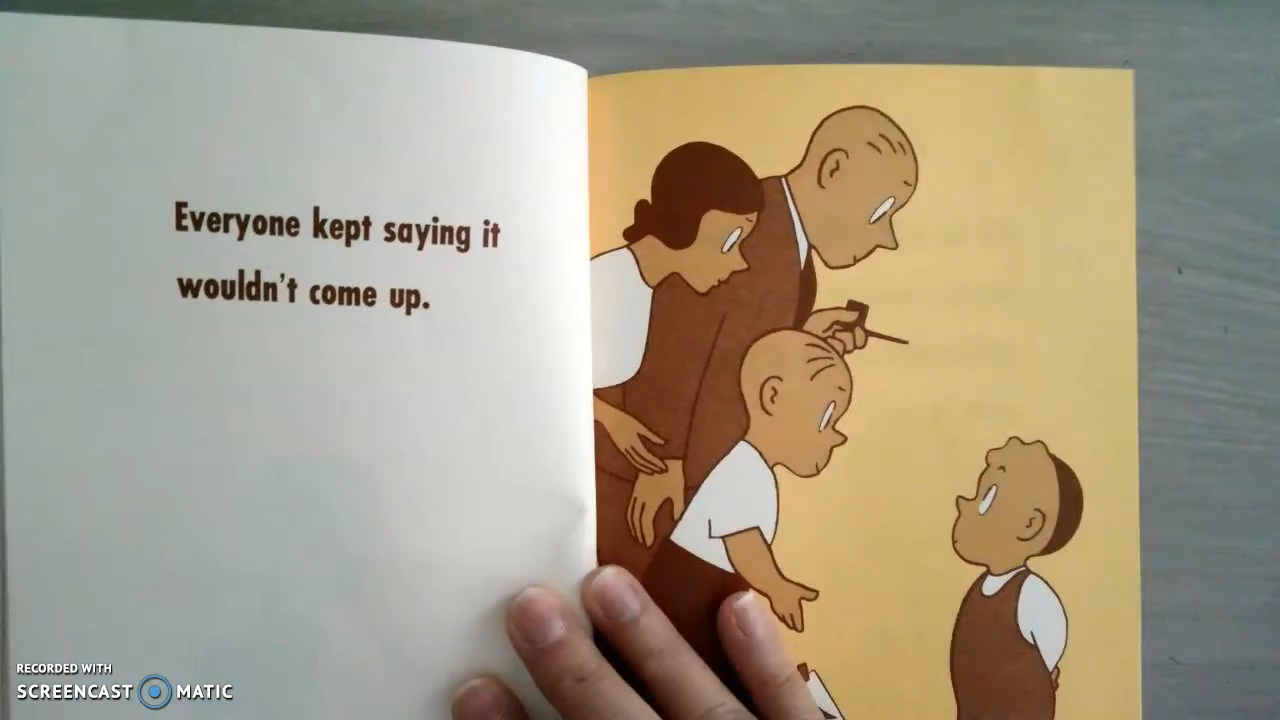 Everyone kept saying it
wouldn't come up.
RECORDED WITH
SCREENCAST MATIC